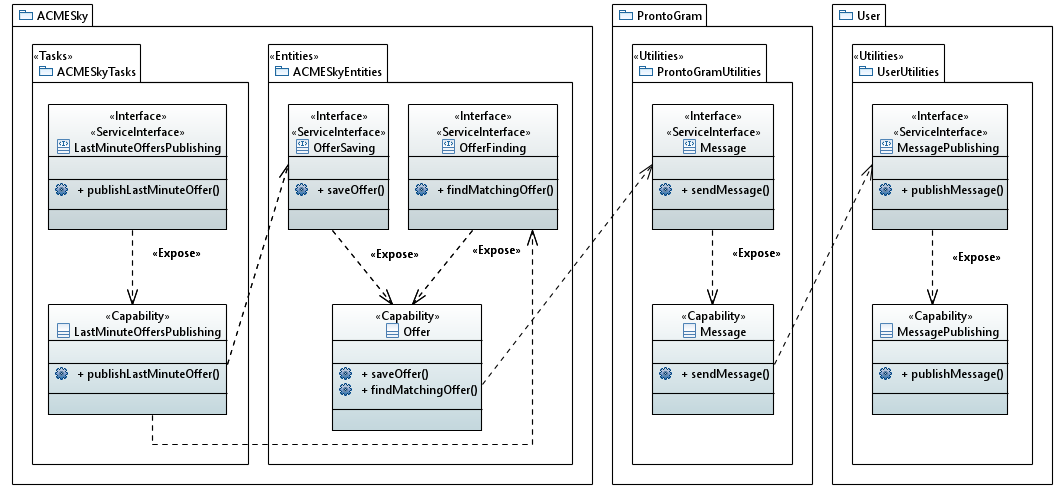 ACMESky
«Tasks»
ACMESkyTasks
«Interface»
«ServiceInterface»
LastMinuteOffersPublishing
+ publishLastMinuteOffer()
«Expose»
«Capability»
LastMinuteOffersPublishing
+ publishLastMinuteOffer()
«Entities»
ACMESkyEntities
«Interface»
«ServiceInterface»
OfferSaving
+ saveOffer()
«Interface»
«ServiceInterface»
OfferFinding
+ findMatchingOffer()
«Expose»
«Expose»
«Capability»
Offer
+ saveOffer()
+ findMatchingOffer()
ProntoGram
«Utilities»
ProntoGramUtilities
«Interface»
«ServiceInterface»
Message
+ sendMessage()
«Expose»
«Capability»
Message
+ sendMessage()
User
«Utilities»
UserUtilities
«Interface»
«ServiceInterface»
MessagePublishing
+ publishMessage()
«Expose»
«Capability»
MessagePublishing
+ publishMessage()